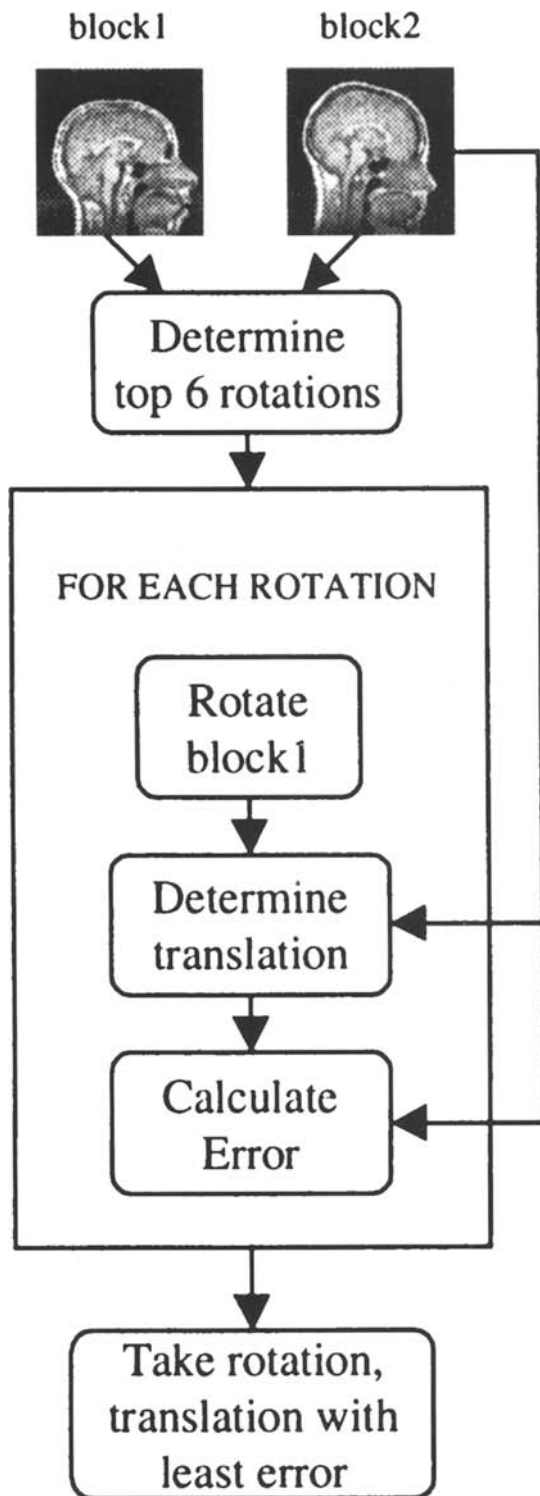 block1
block2
Determine
top 6 rotations
FOR EACH ROTATION
Rotate
block1
Determine
translation
Calculate
Error
Take rotation,
translation with
least error